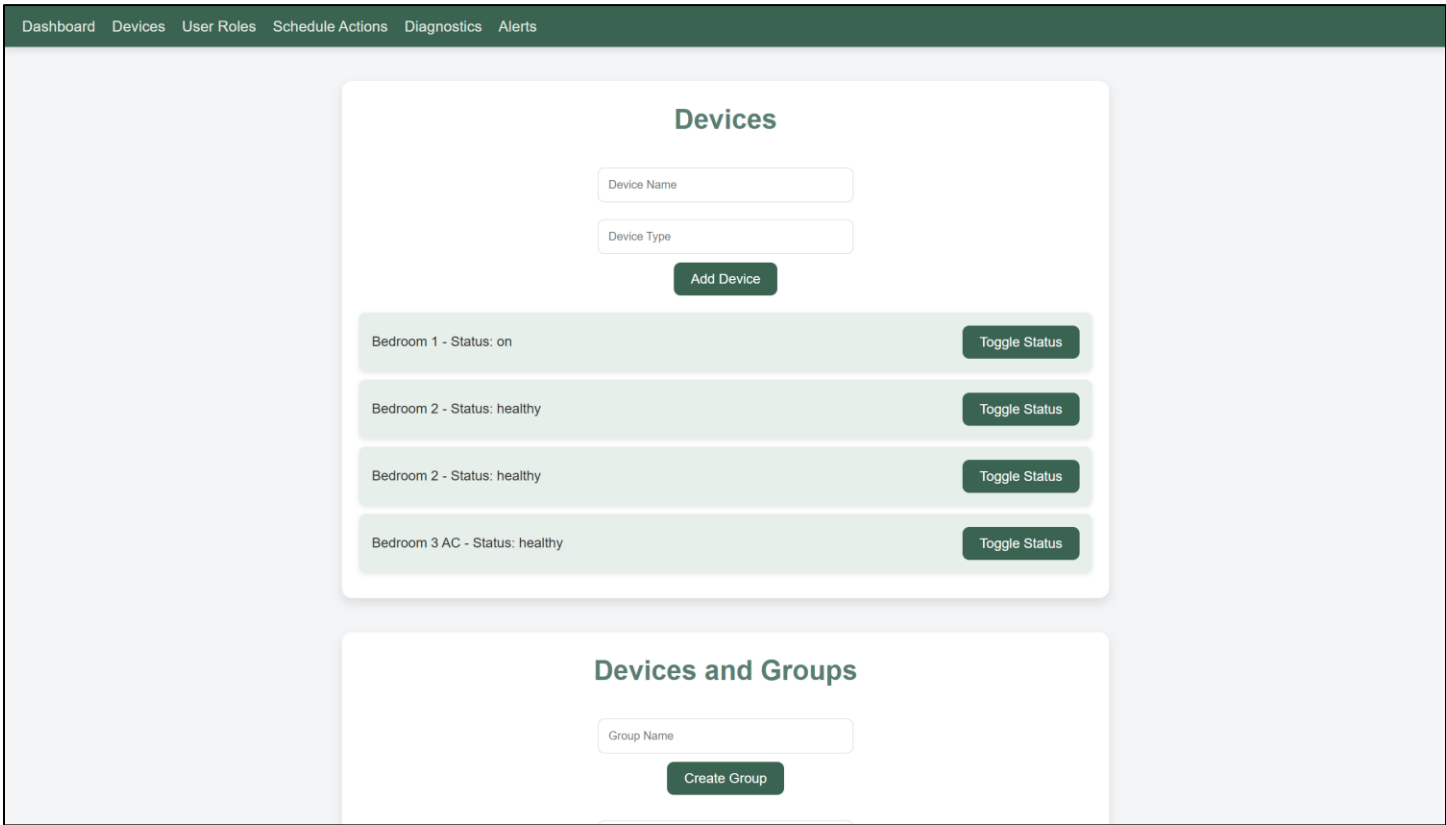 Dashboard Devices User Roles Schedule Actions Diagnostics Alerts
Devices
Device Name
Device Type
Add Device
Bedroom 1 - Status: on Toggle Status
Bedroom 2 - Status: healthy Toggle Status
Bedroom 2 - Status: healthy Toggle Status
Bedroom 3 AC - Status: healthy Toggle Status
Devices and Groups
Group Name
Create Group